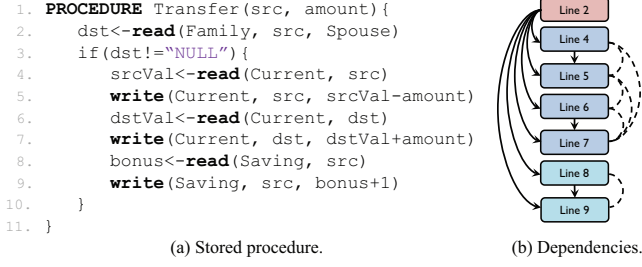 1. PROCEDURE Transfer(src, amount){
2. dst<-read(Family, src, Spouse)
3. if(dst!=“NULL”){
4. srcVal<-read(Current, src)
5. write(Current, src, srcVal-amount)
6. dstVal<-read(Current, dst)
7. write(Current, dst, dstVal+amount)
8. bonus<-read(Saving, src)
9. write(Saving, src, bonus+1)
10. }
11. }
(a) Stored procedure.
Line 2
Line 4
Line 5
Line 6
Line 7
Line 8
Line 9
(b) Dependencies.